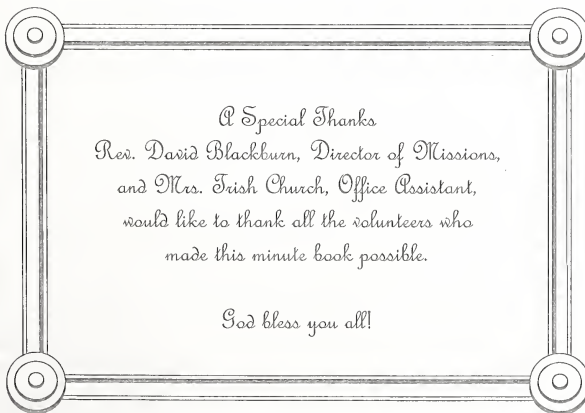 A Special Thanks
Rev. David Blackburn, Director of Missions,
and Mrs. Trish Church, Office Assistant,
would like to thank all the volunteers who
made this minute book possible.
God bless you all!